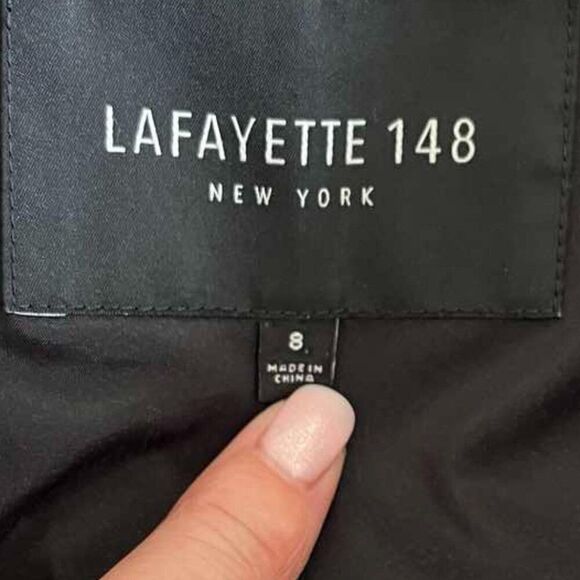 LAFAYETTE 148
NEW YORK
8
MADE IN
CHINA